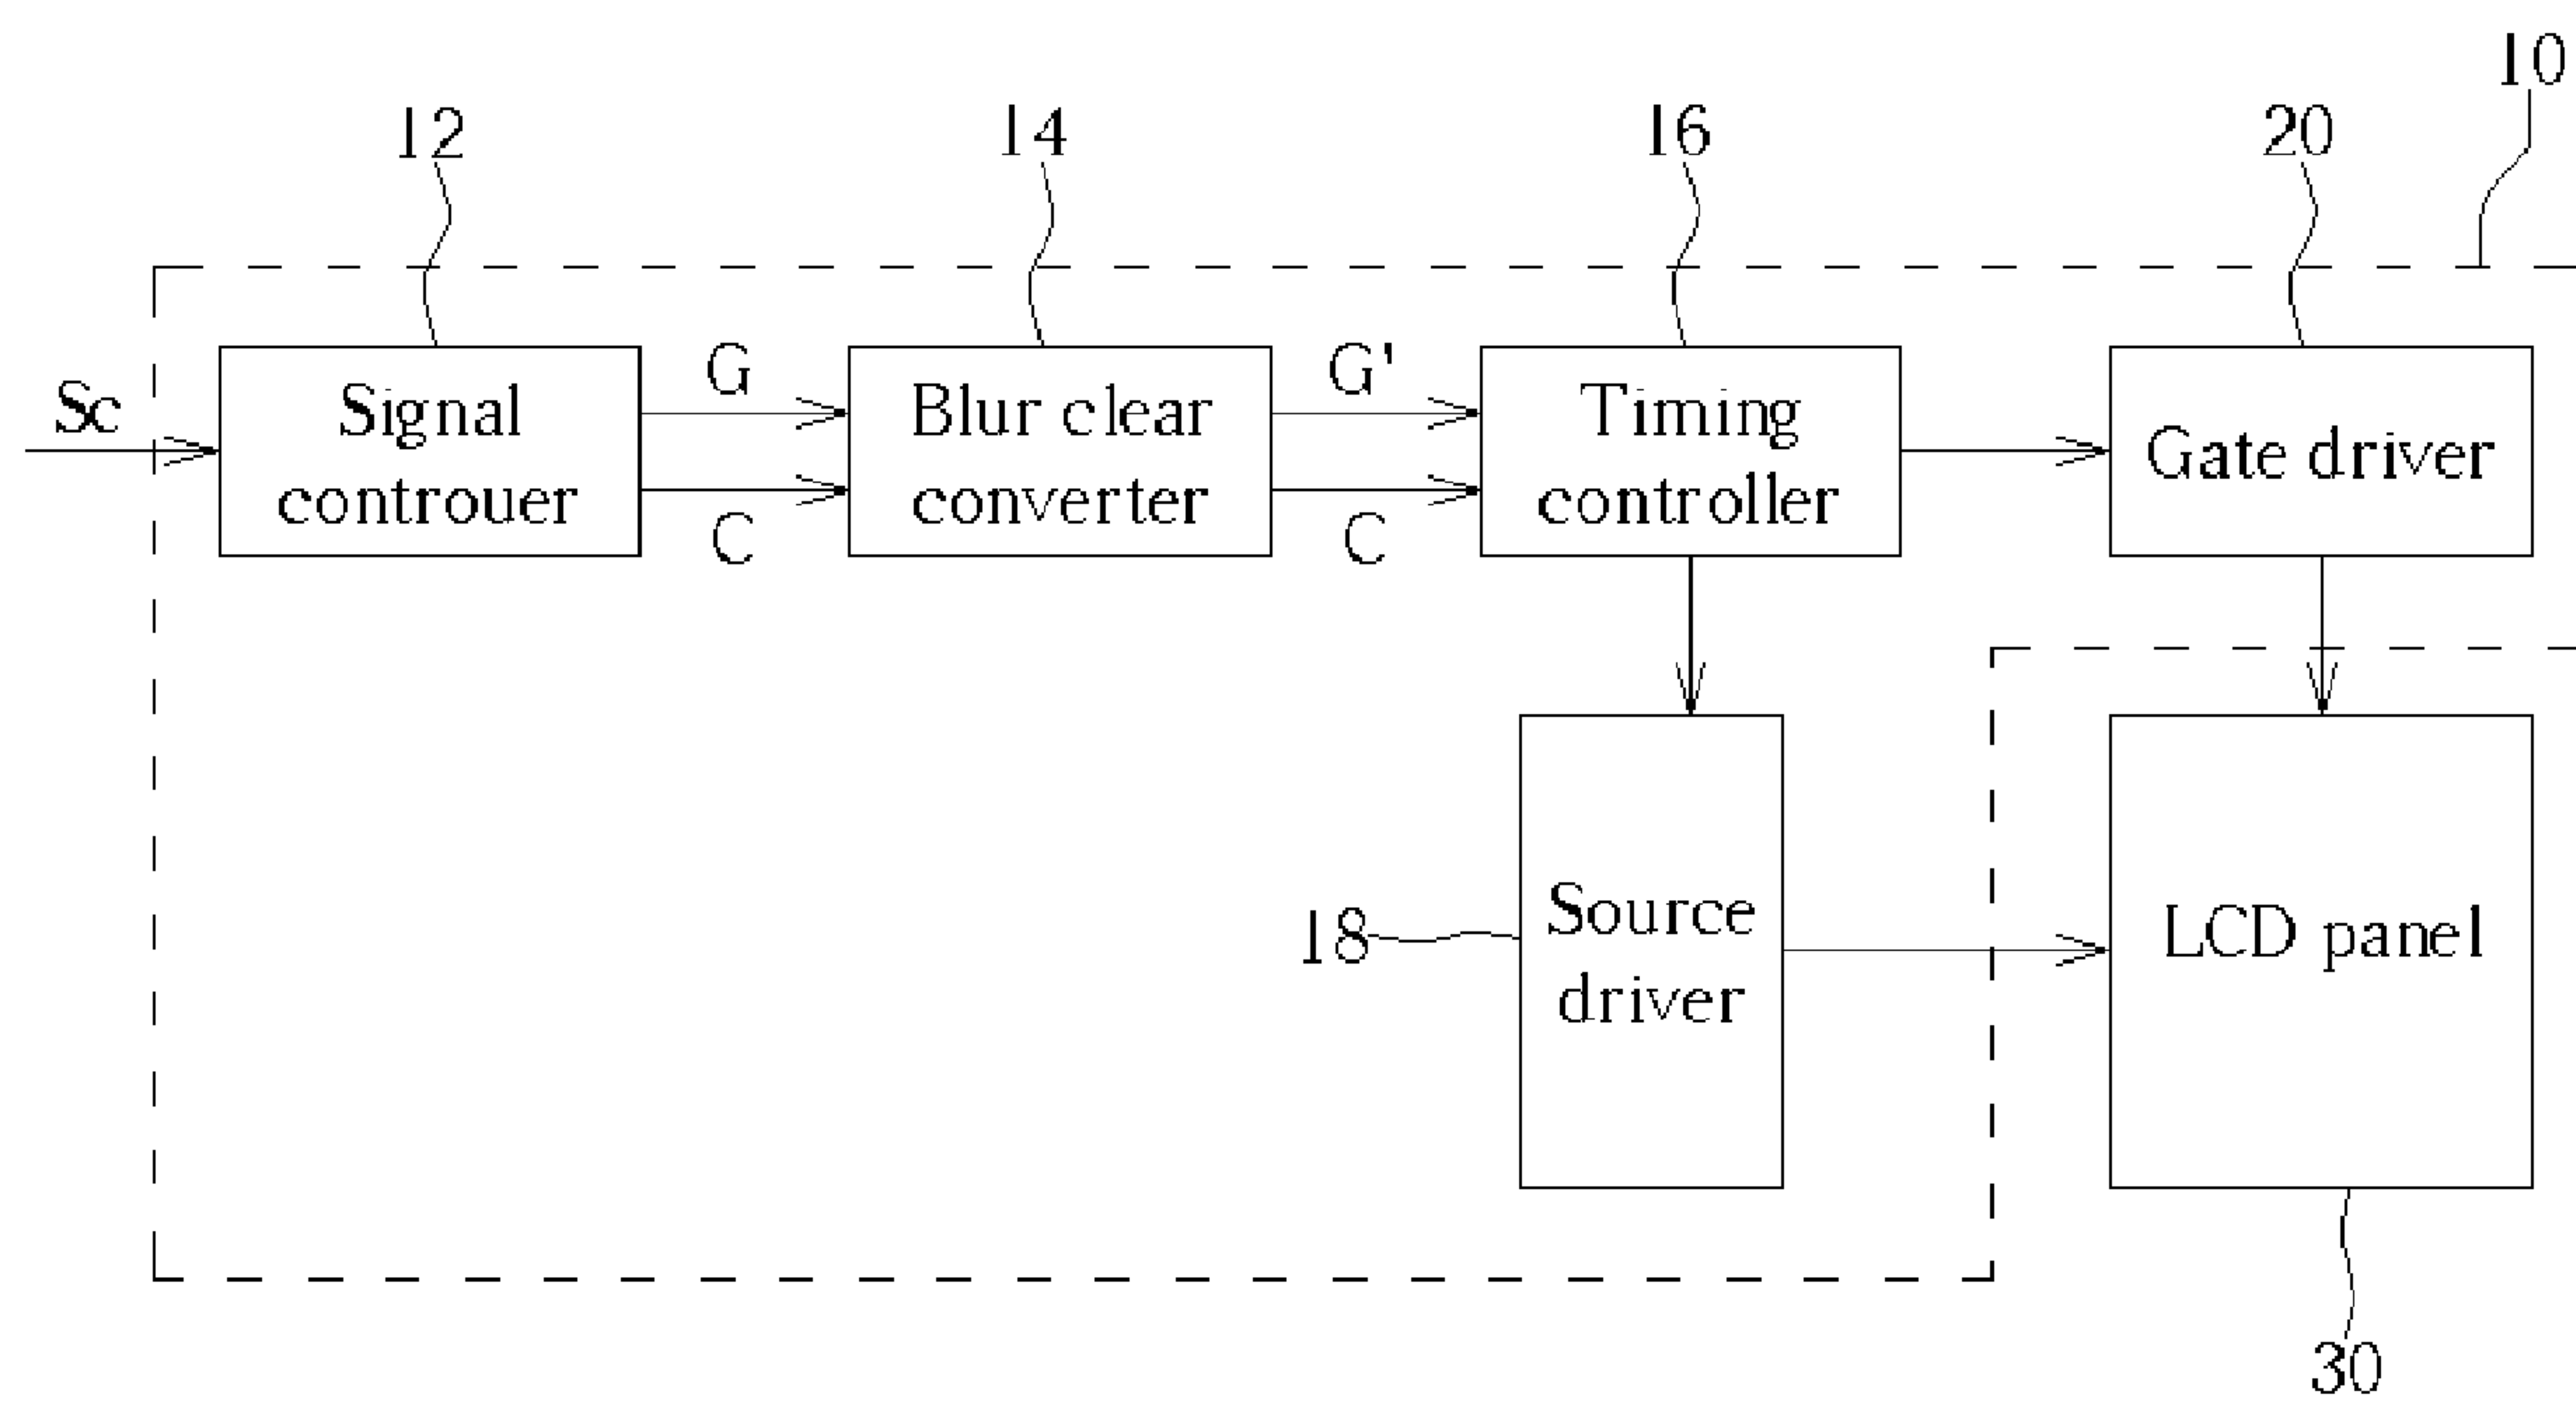 10
12
14
16
20
Sc
Signal
controuer
G
C
Blur clear
converter
G'
C
Timing
controller
Gate driver
18
Source
driver
LCD panel
30